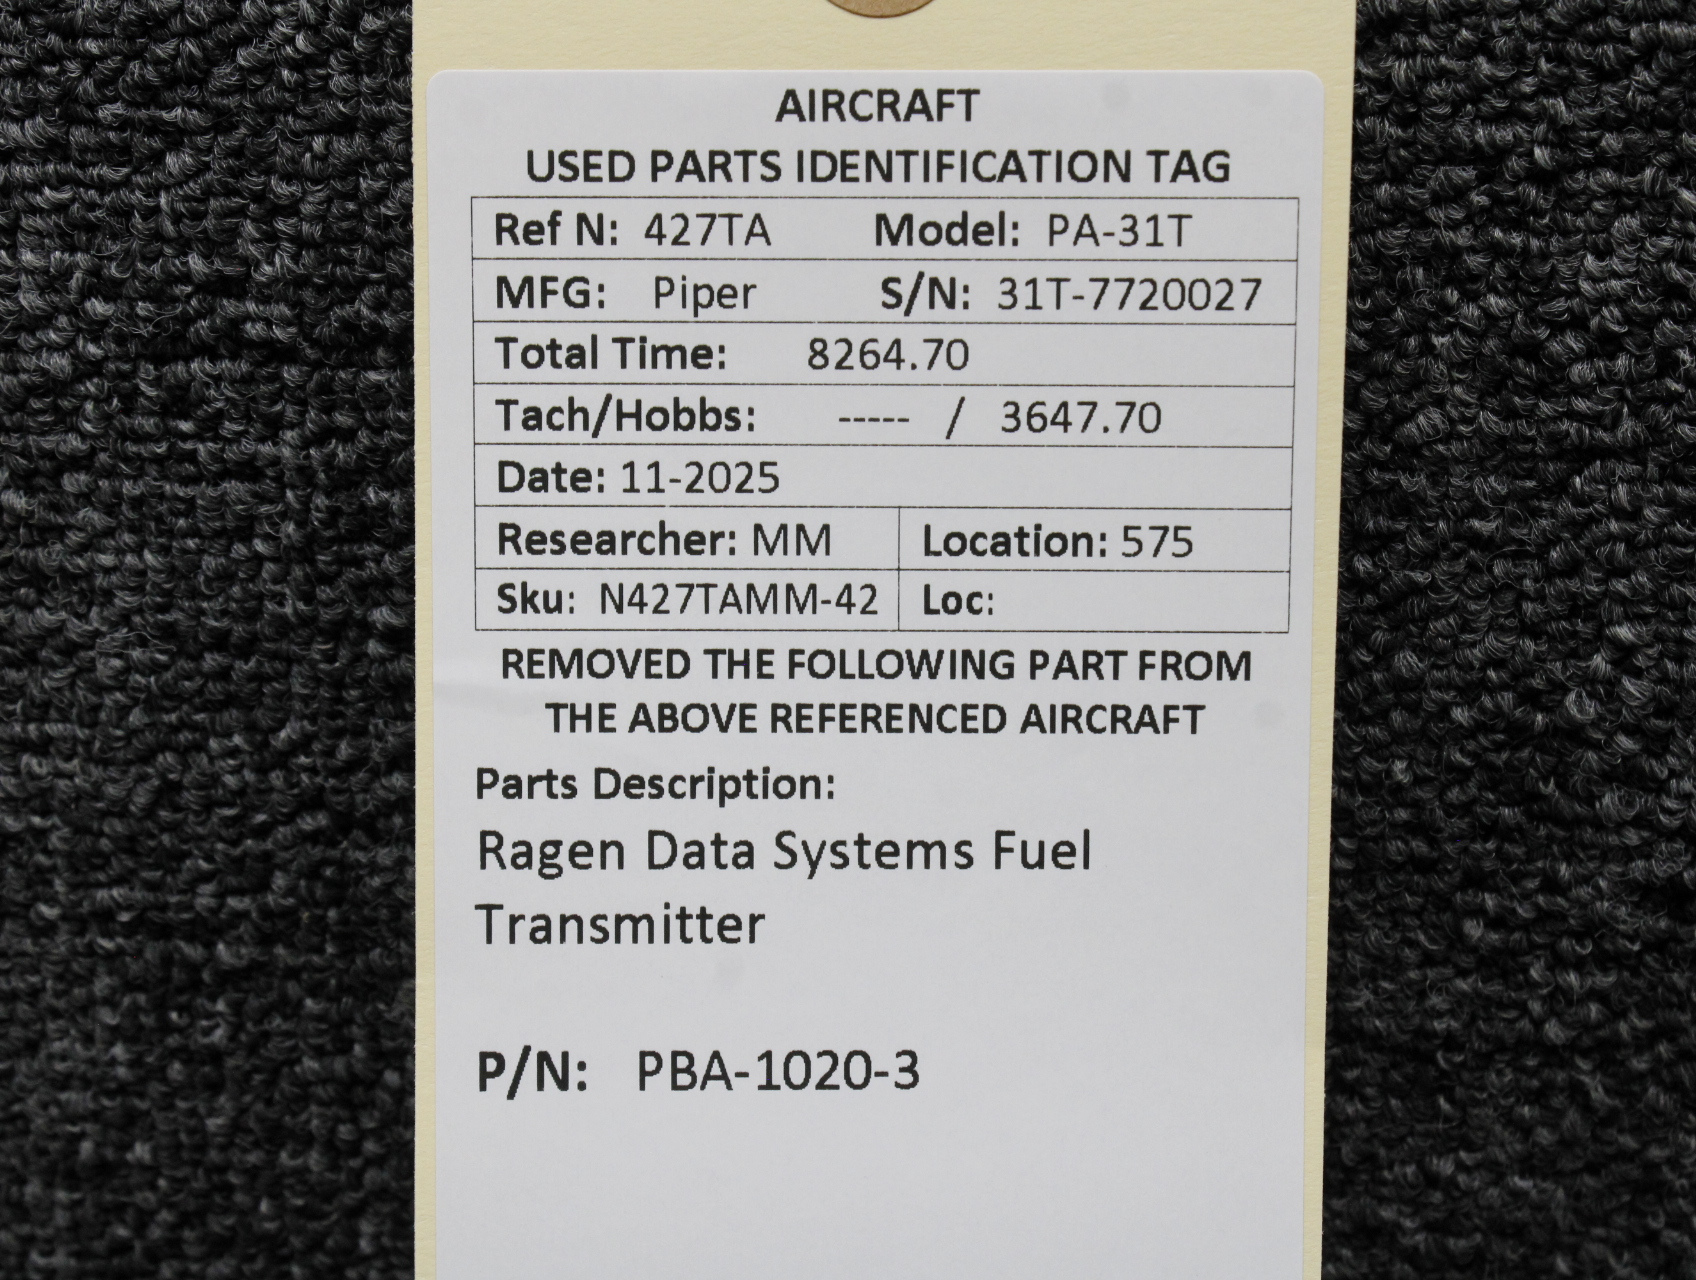 AIRCRAFT
USED PARTS IDENTIFICATION TAG
Ref N: 427TA Model: PA-31T
MFG: Piper S/N: 31T-7720027
Total Time: 8264.70
Tach/Hobbs: ----- / 3647.70
Date: 11-2025
Researcher: MM Location: 575
Sku: N427TAMM-42 Loc:
REMOVED THE FOLLOWING PART FROM
THE ABOVE REFERENCED AIRCRAFT
Parts Description:
Ragen Data Systems Fuel
Transmitter
P/N: PBA-1020-3